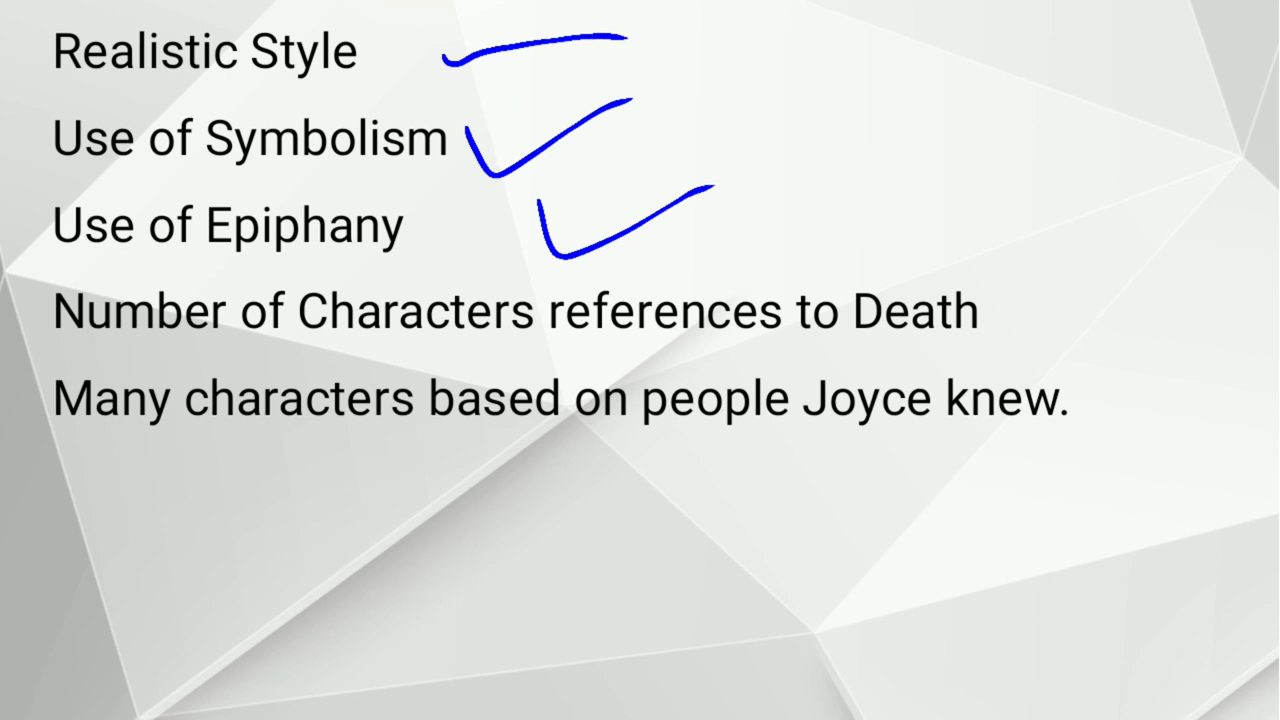 Realistic Style
Use of Symbolism
Use of Epiphany
Number of Characters references to Death
Many characters based on people Joyce knew.